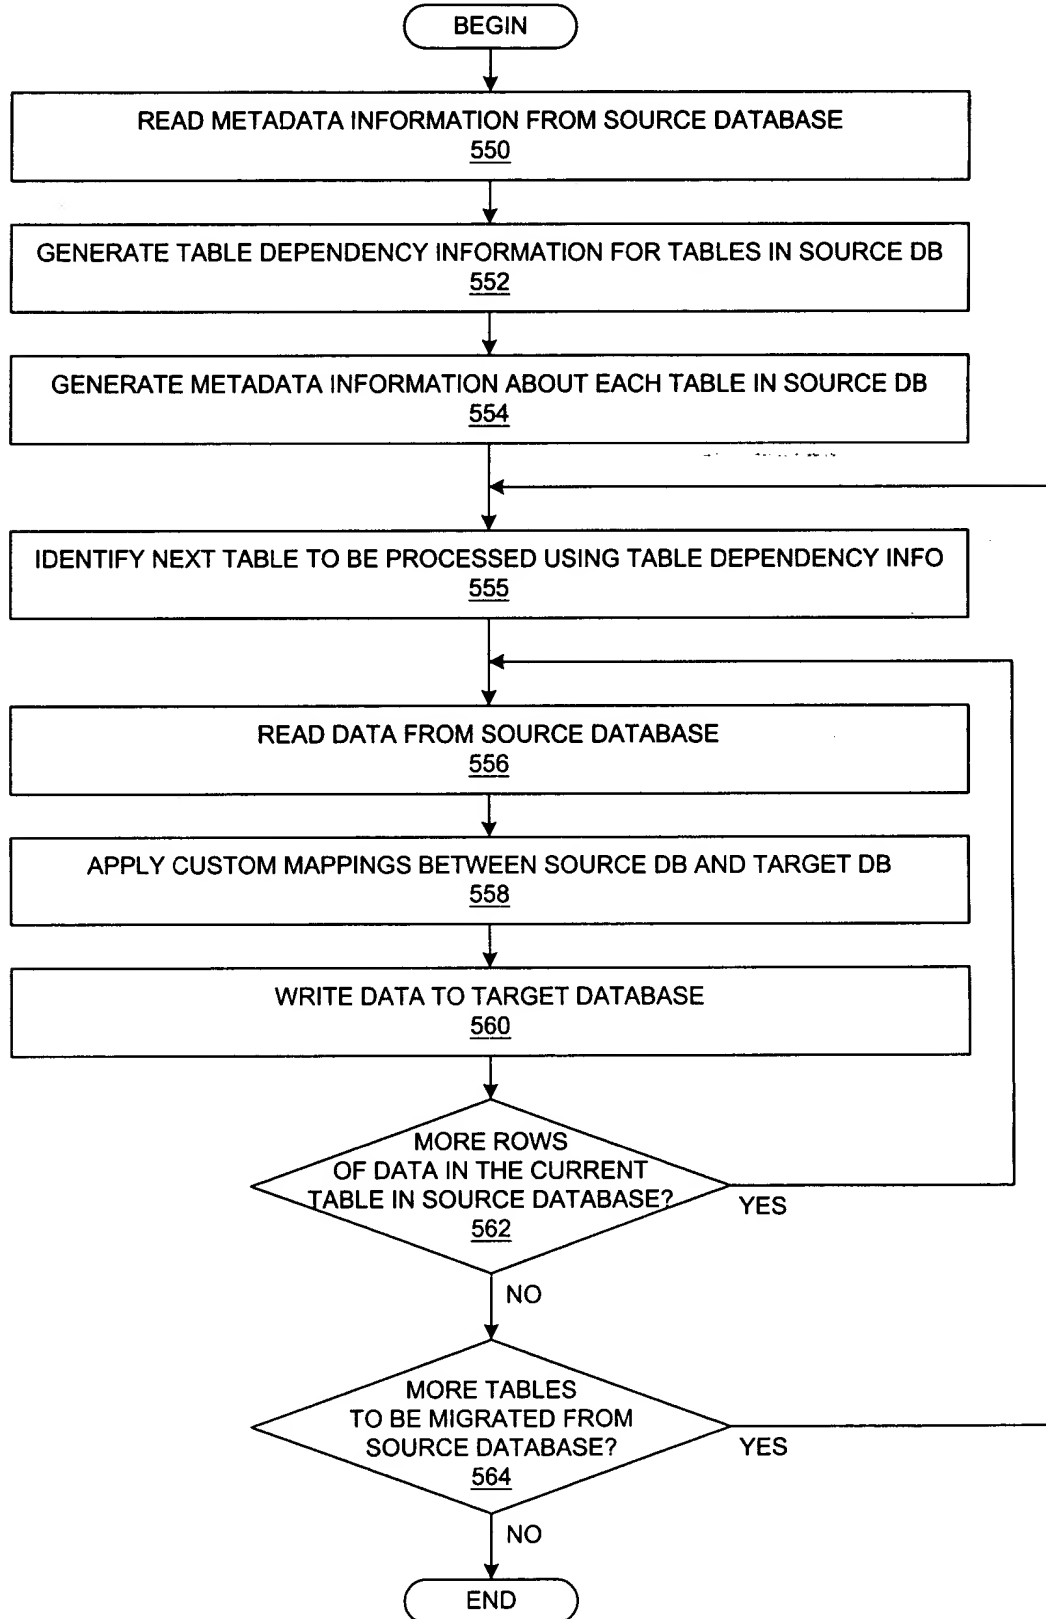 BEGIN
READ METADATA INFORMATION FROM SOURCE DATABASE
550
GENERATE TABLE DEPENDENCY INFORMATION FOR TABLES IN SOURCE DB
552
GENERATE METADATA INFORMATION ABOUT EACH TABLE IN SOURCE DB
554
IDENTIFY NEXT TABLE TO BE PROCESSED USING TABLE DEPENDENCY INFO
555
READ DATA FROM SOURCE DATABASE
556
APPLY CUSTOM MAPPINGS BETWEEN SOURCE DB AND TARGET DB
558
WRITE DATA TO TARGET DATABASE
560
MORE ROWS
OF DATA IN THE CURRENT
TABLE IN SOURCE DATABASE?
562
YES
NO
MORE TABLES
TO BE MIGRATED FROM
SOURCE DATABASE?
564
YES
NO
END